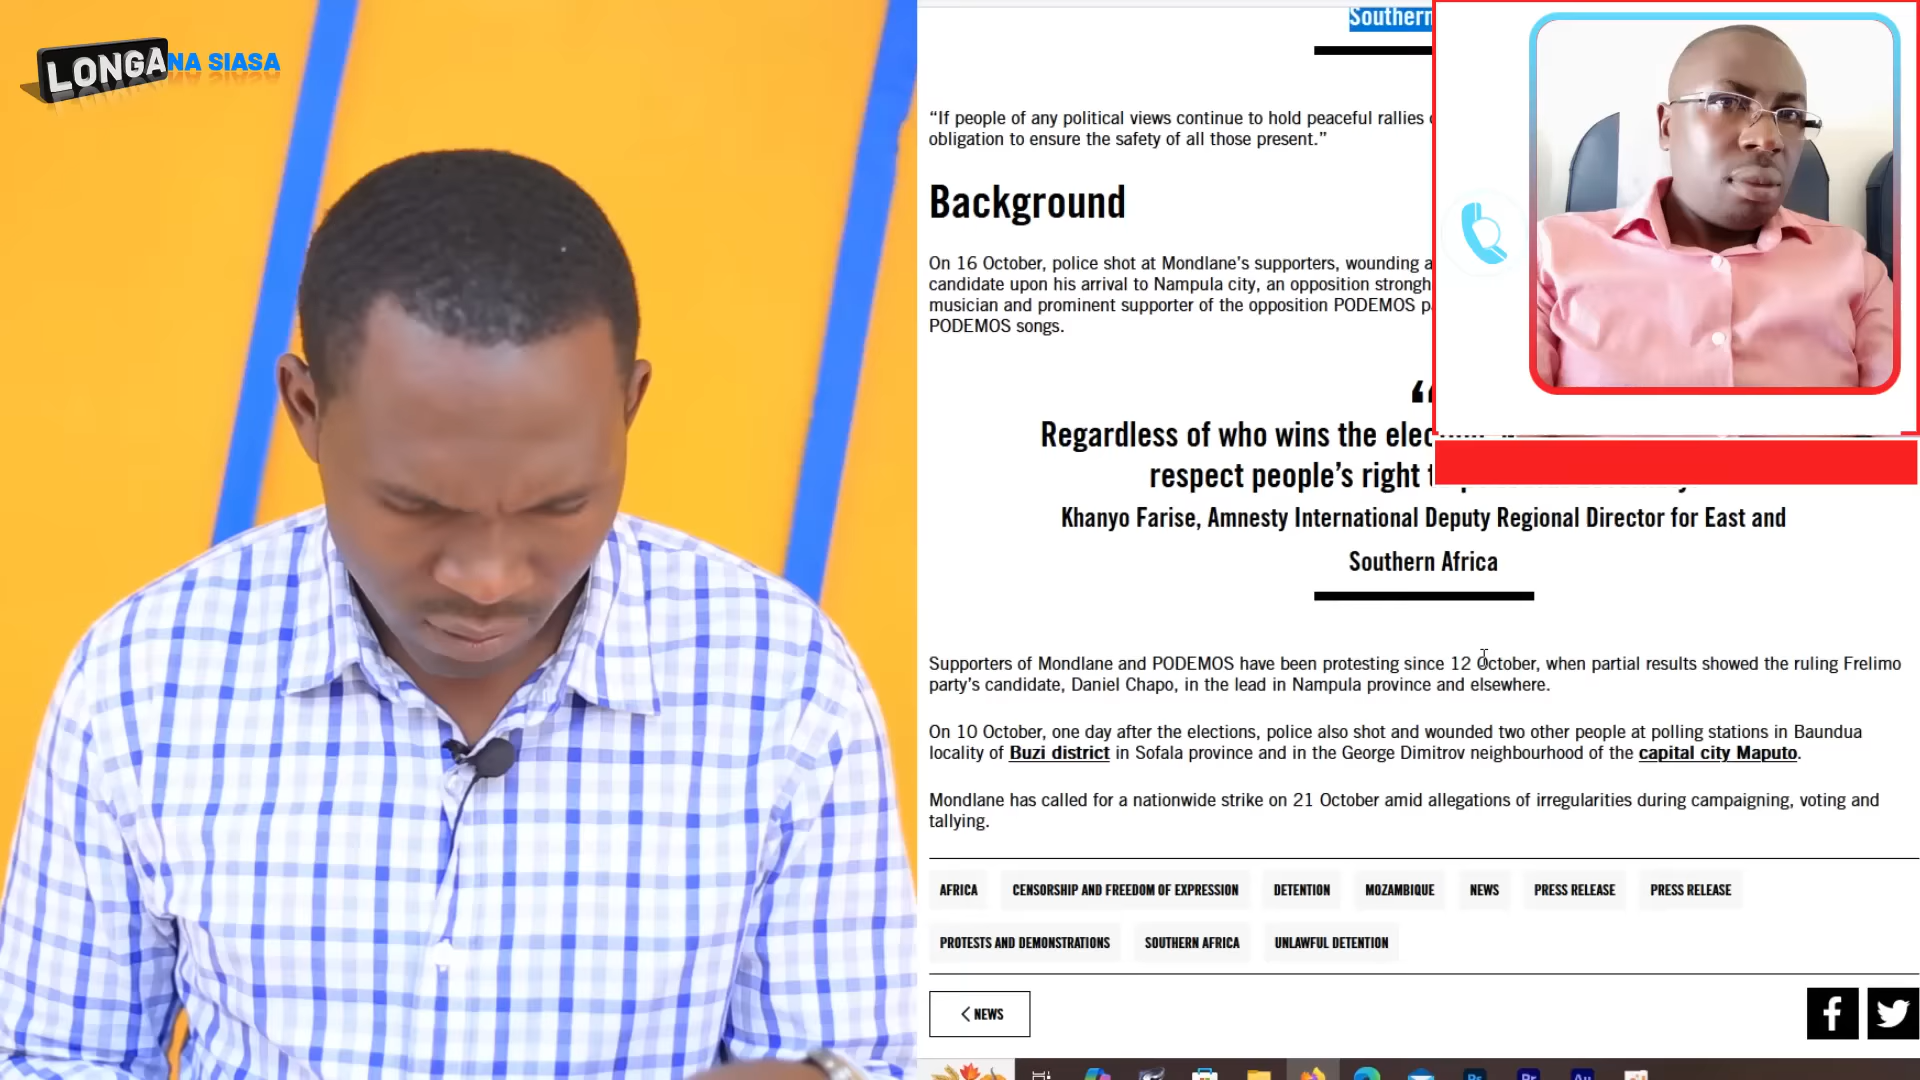 LONGA NA SIASA
Southern
“If people of any political views continue to hold peaceful rallies
obligation to ensure the safety of all those present.”
Background
On 16 October, police shot at Mondlane’s supporters, wounding a
candidate upon his arrival to Nampula city, an opposition
musician and prominent supporter of the opposition PODEMOS
PODEMOS songs.
“
Regardless of who wins the
respect people’s right
Khanyo Farise, Amnesty International Deputy Regional Director for East and
Southern Africa
Supporters of Mondlane and PODEMOS have been protesting since 12 October, when partial results showed the ruling Frelimo
party’s candidate, Daniel Chapo, in the lead in Nampula province and elsewhere.
On 10 October, one day after the elections, police also shot and wounded two other people at polling stations in Baundua
locality of Buzi district in Sofala province and in the George Dimitrov neighbourhood of the capital city Maputo.
Mondlane has called for a nationwide strike on 21 October amid allegations of irregularities during campaigning, voting and
tallying.
AFRICA CENSORSHIP AND FREEDOM OF EXPRESSION DETENTION MOZAMBIQUE NEWS PRESS RELEASE PRESS RELEASE
PROTESTS AND DEMONSTRATIONS SOUTHERN AFRICA UNLAWFUL DETENTION
< NEWS